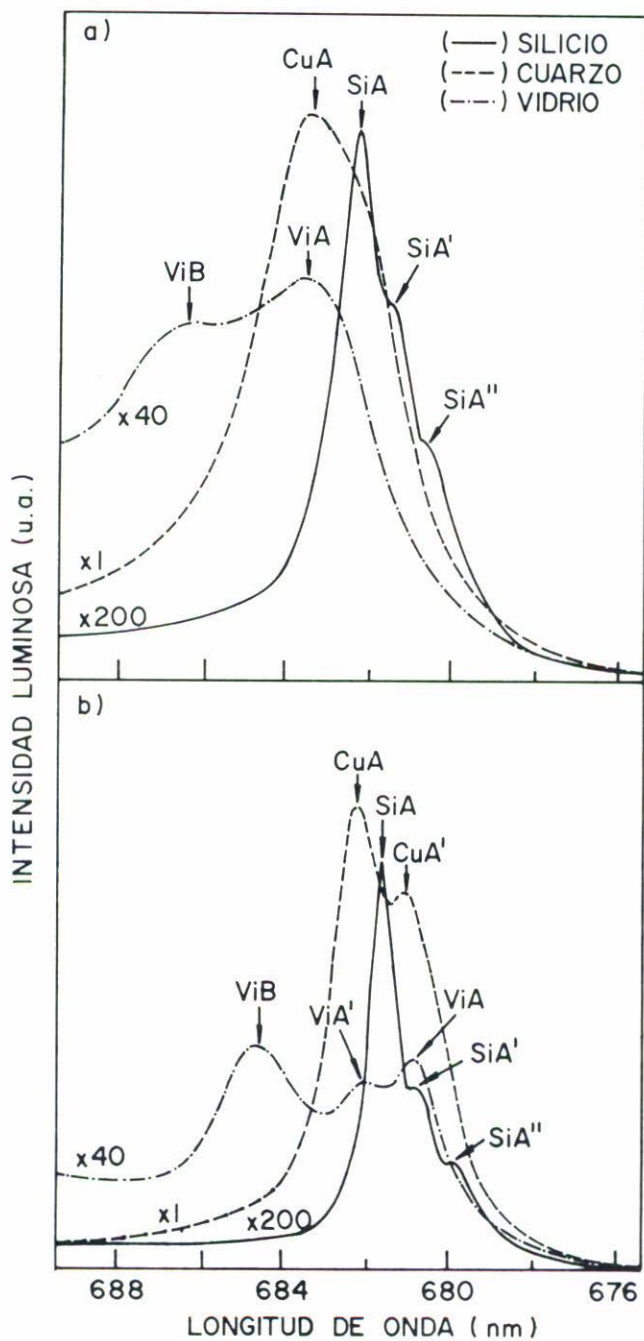 a)
(—) SILICIO
(---) CUARZO
(-·-·-) VIDRIO
CuA
SiA
SiA'
ViA
ViB
SiA"
x40
x1
x200
INTENSIDAD LUMINOSA (u.a.)
b)
CuA
SiA
CuA'
ViB
ViA'
ViA
SiA'
SiA"
x40
x1
x200
688 684 680 676
LONGITUD DE ONDA (nm)